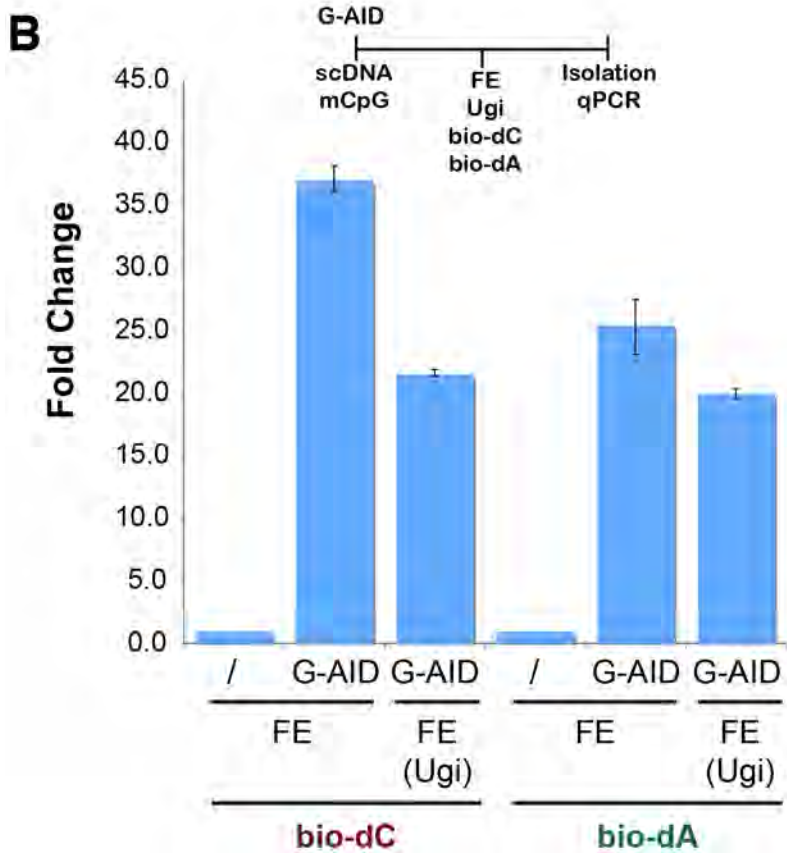 B
G-AID
scDNA
mCpG
FE
Ugi
bio-dC
bio-dA
Isolation
qPCR
Fold Change
45.0
40.0
35.0
30.0
25.0
20.0
15.0
10.0
5.0
0.0
/ G-AID G-AID / G-AID G-AID
FE FE FE FE
(Ugi) (Ugi)
bio-dC bio-dA